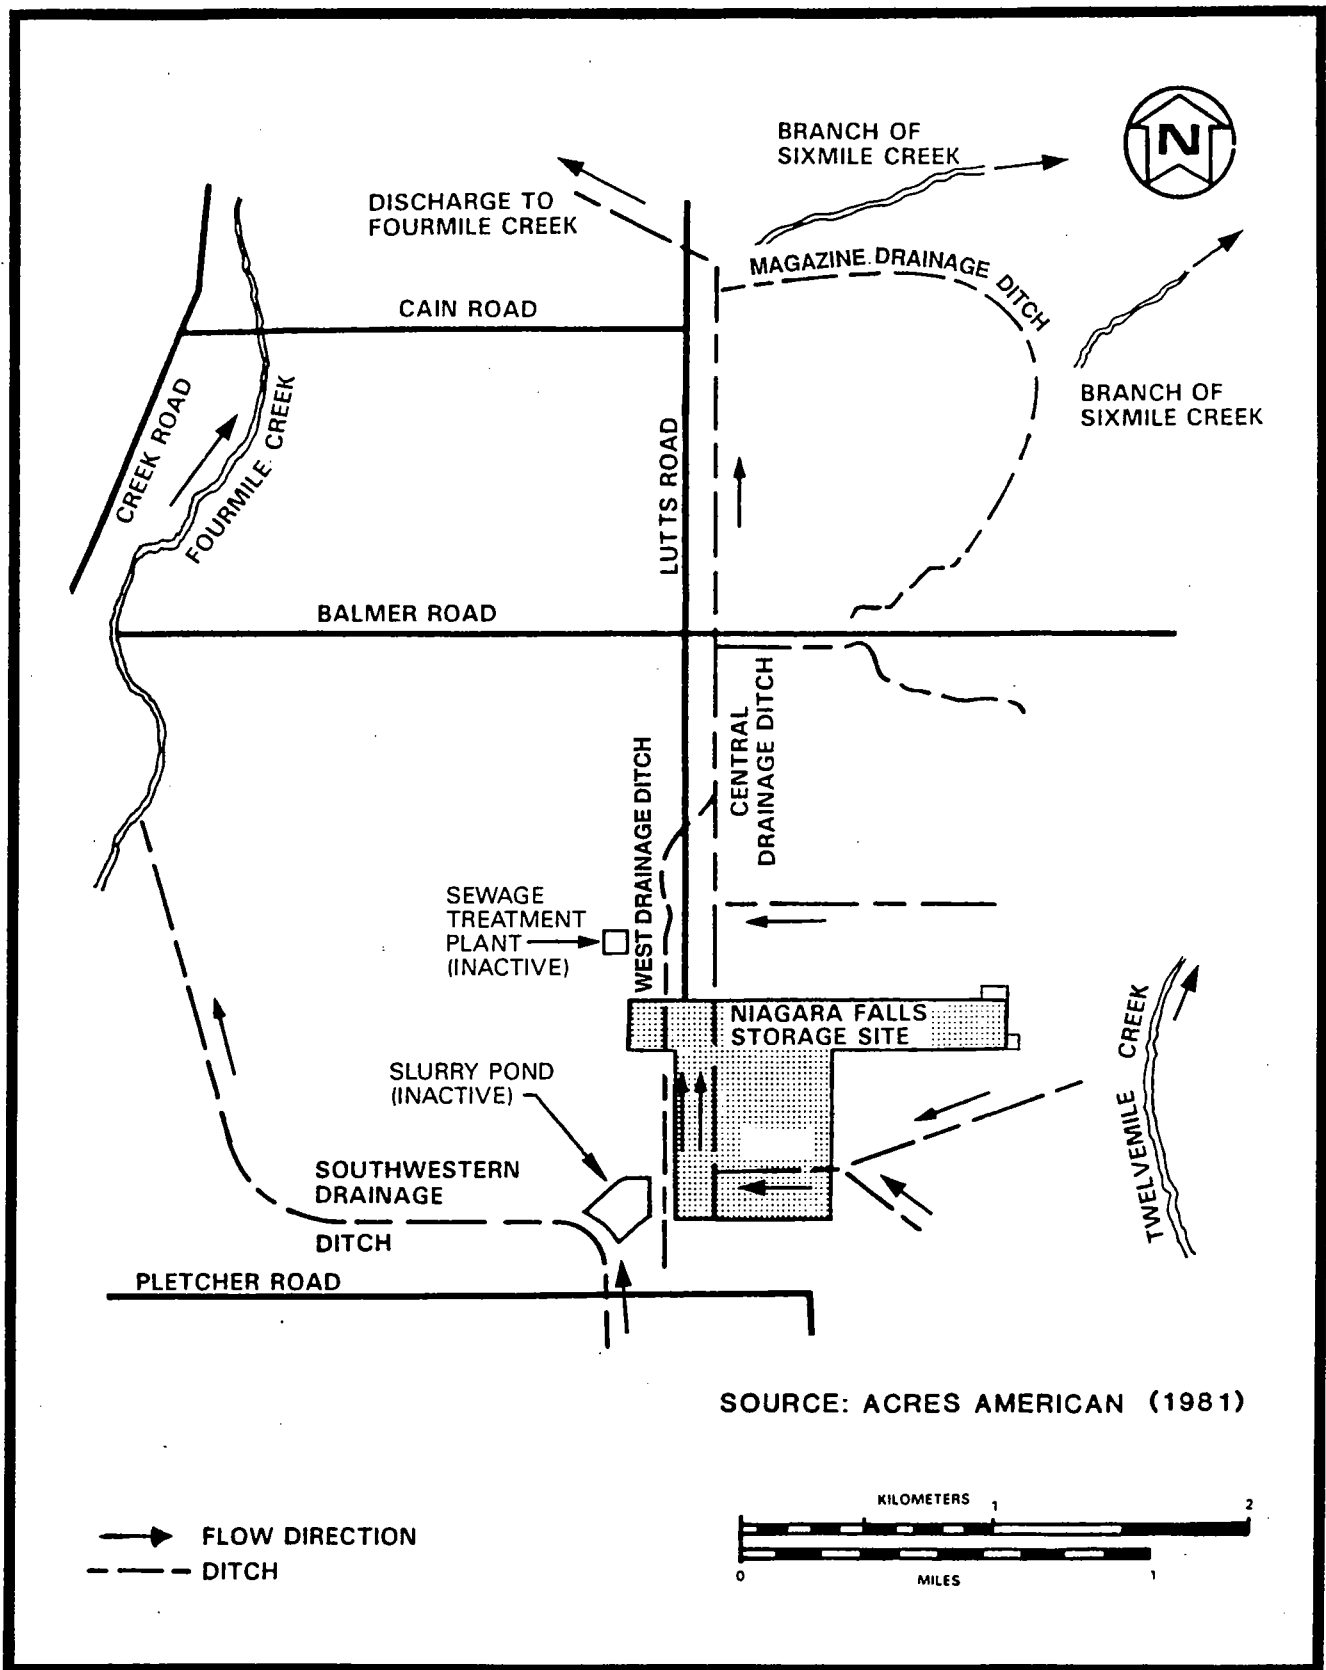 N
BRANCH OF
SIXMILE CREEK
DISCHARGE TO
FOURMILE CREEK
MAGAZINE DRAINAGE DITCH
CAIN ROAD
BRANCH OF
SIXMILE CREEK
CREEK ROAD
FOURMILE CREEK
LUTTS ROAD
BALMER ROAD
CENTRAL
DRAINAGE DITCH
WEST DRAINAGE DITCH
SEWAGE
TREATMENT
PLANT
(INACTIVE)
NIAGARA FALLS
STORAGE SITE
TWELVEMILE CREEK
SLURRY POND
(INACTIVE)
SOUTHWESTERN
DRAINAGE
DITCH
PLETCHER ROAD
SOURCE: ACRES AMERICAN (1981)
KILOMETERS 1 2
0 MILES 1
FLOW DIRECTION
DITCH